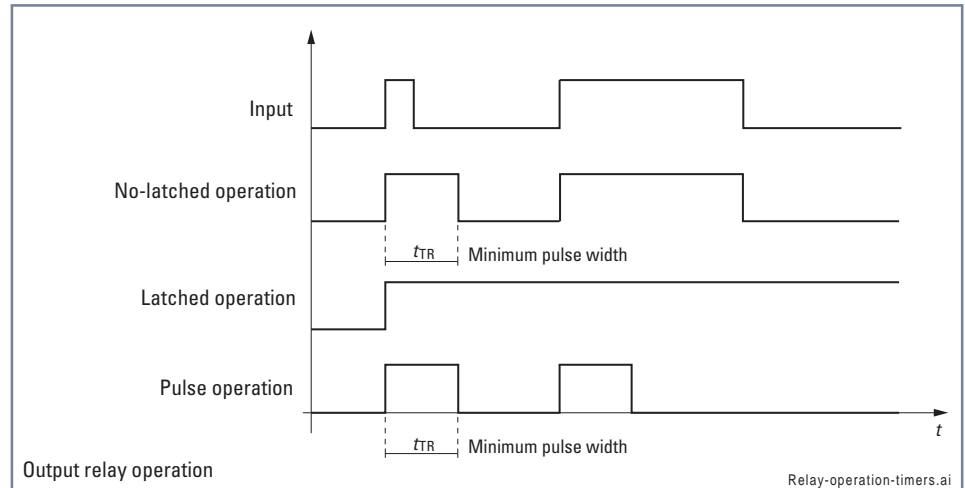 Input
No-latched operation
tTR Minimum pulse width
Latched operation
Pulse operation
t
tTR Minimum pulse width
Output relay operation
Relay-operation-timers.ai